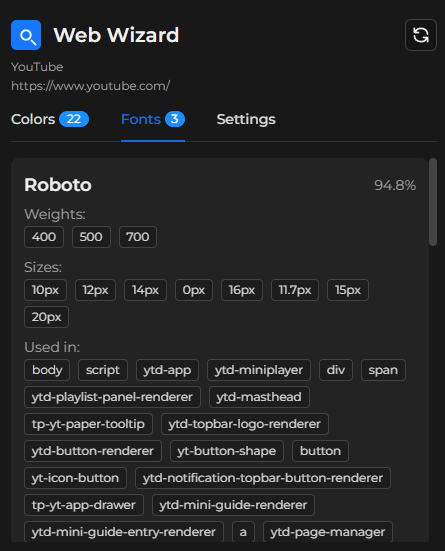 Web Wizard
YouTube
https://www.youtube.com/
Colors 22 Fonts 3 Settings
Roboto 94.8%
Weights:
400 500 700
Sizes:
10px 12px 14px 0px 16px 11.7px 15px
20px
Used in:
body script ytd-app ytd-miniplayer div span
ytd-playlist-panel-renderer ytd-masthead
tp-yt-paper-tooltip ytd-topbar-logo-renderer
ytd-button-renderer yt-button-shape button
yt-icon-button ytd-notification-topbar-button-renderer
tp-yt-app-drawer ytd-mini-guide-renderer
ytd-mini-guide-entry-renderer a ytd-page-manager